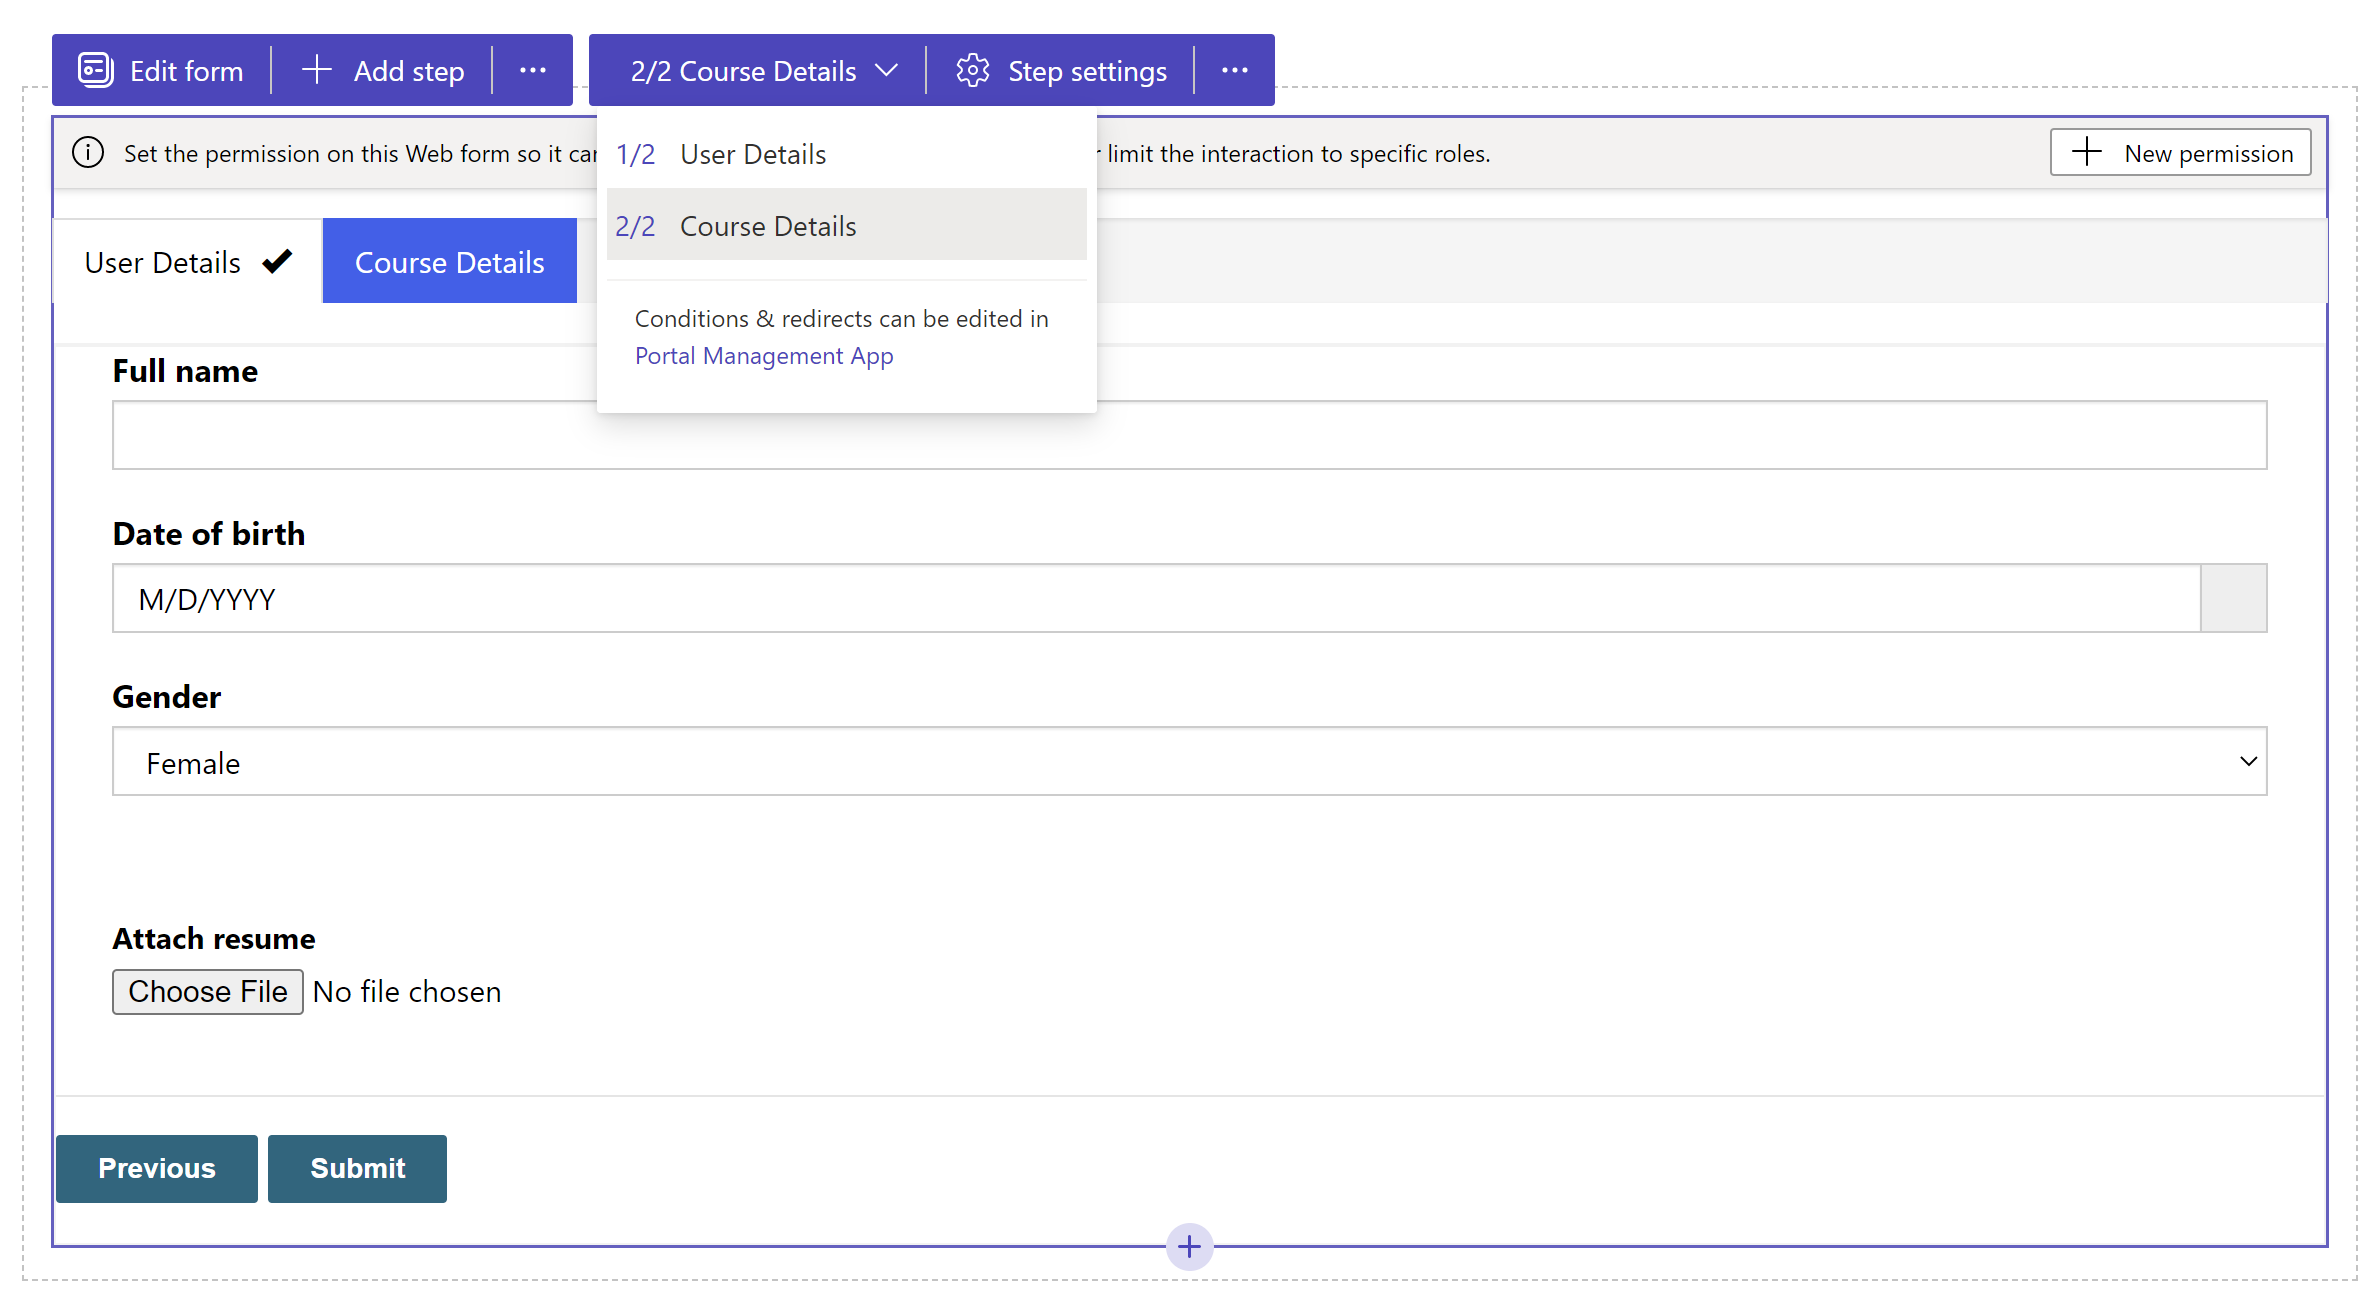 Edit form
Add step
2/2 Course Details
Step settings
Set the permission on this Web form so it
limit the interaction to specific roles.
New permission
1/2 User Details
2/2 Course Details
Conditions & redirects can be edited in
Portal Management App
User Details
Course Details
Full name
Date of birth
M/D/YYYY
Gender
Female
Attach resume
Choose File No file chosen
Previous
Submit